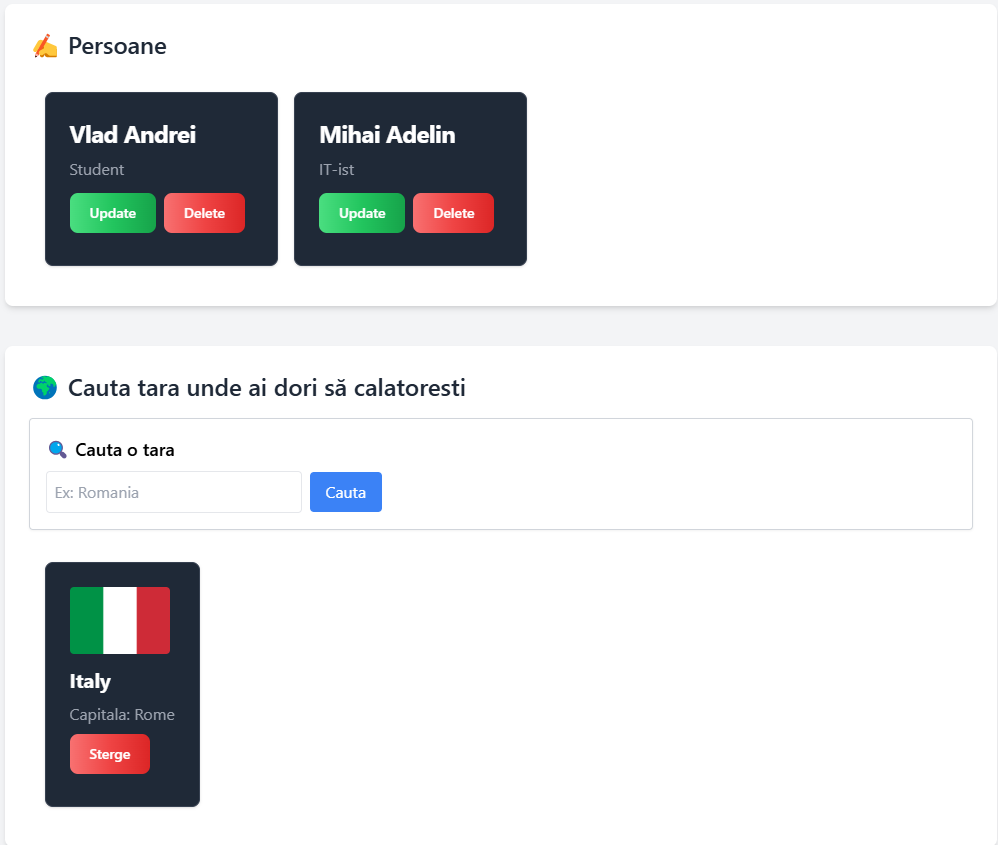 Persoane
Vlad Andrei
Student
Update Delete
Mihai Adelin
IT-ist
Update Delete
Cauta tara unde ai dori să calatoresti
Cauta o tara
Ex: Romania Cauta
Italy
Capitala: Rome
Sterge